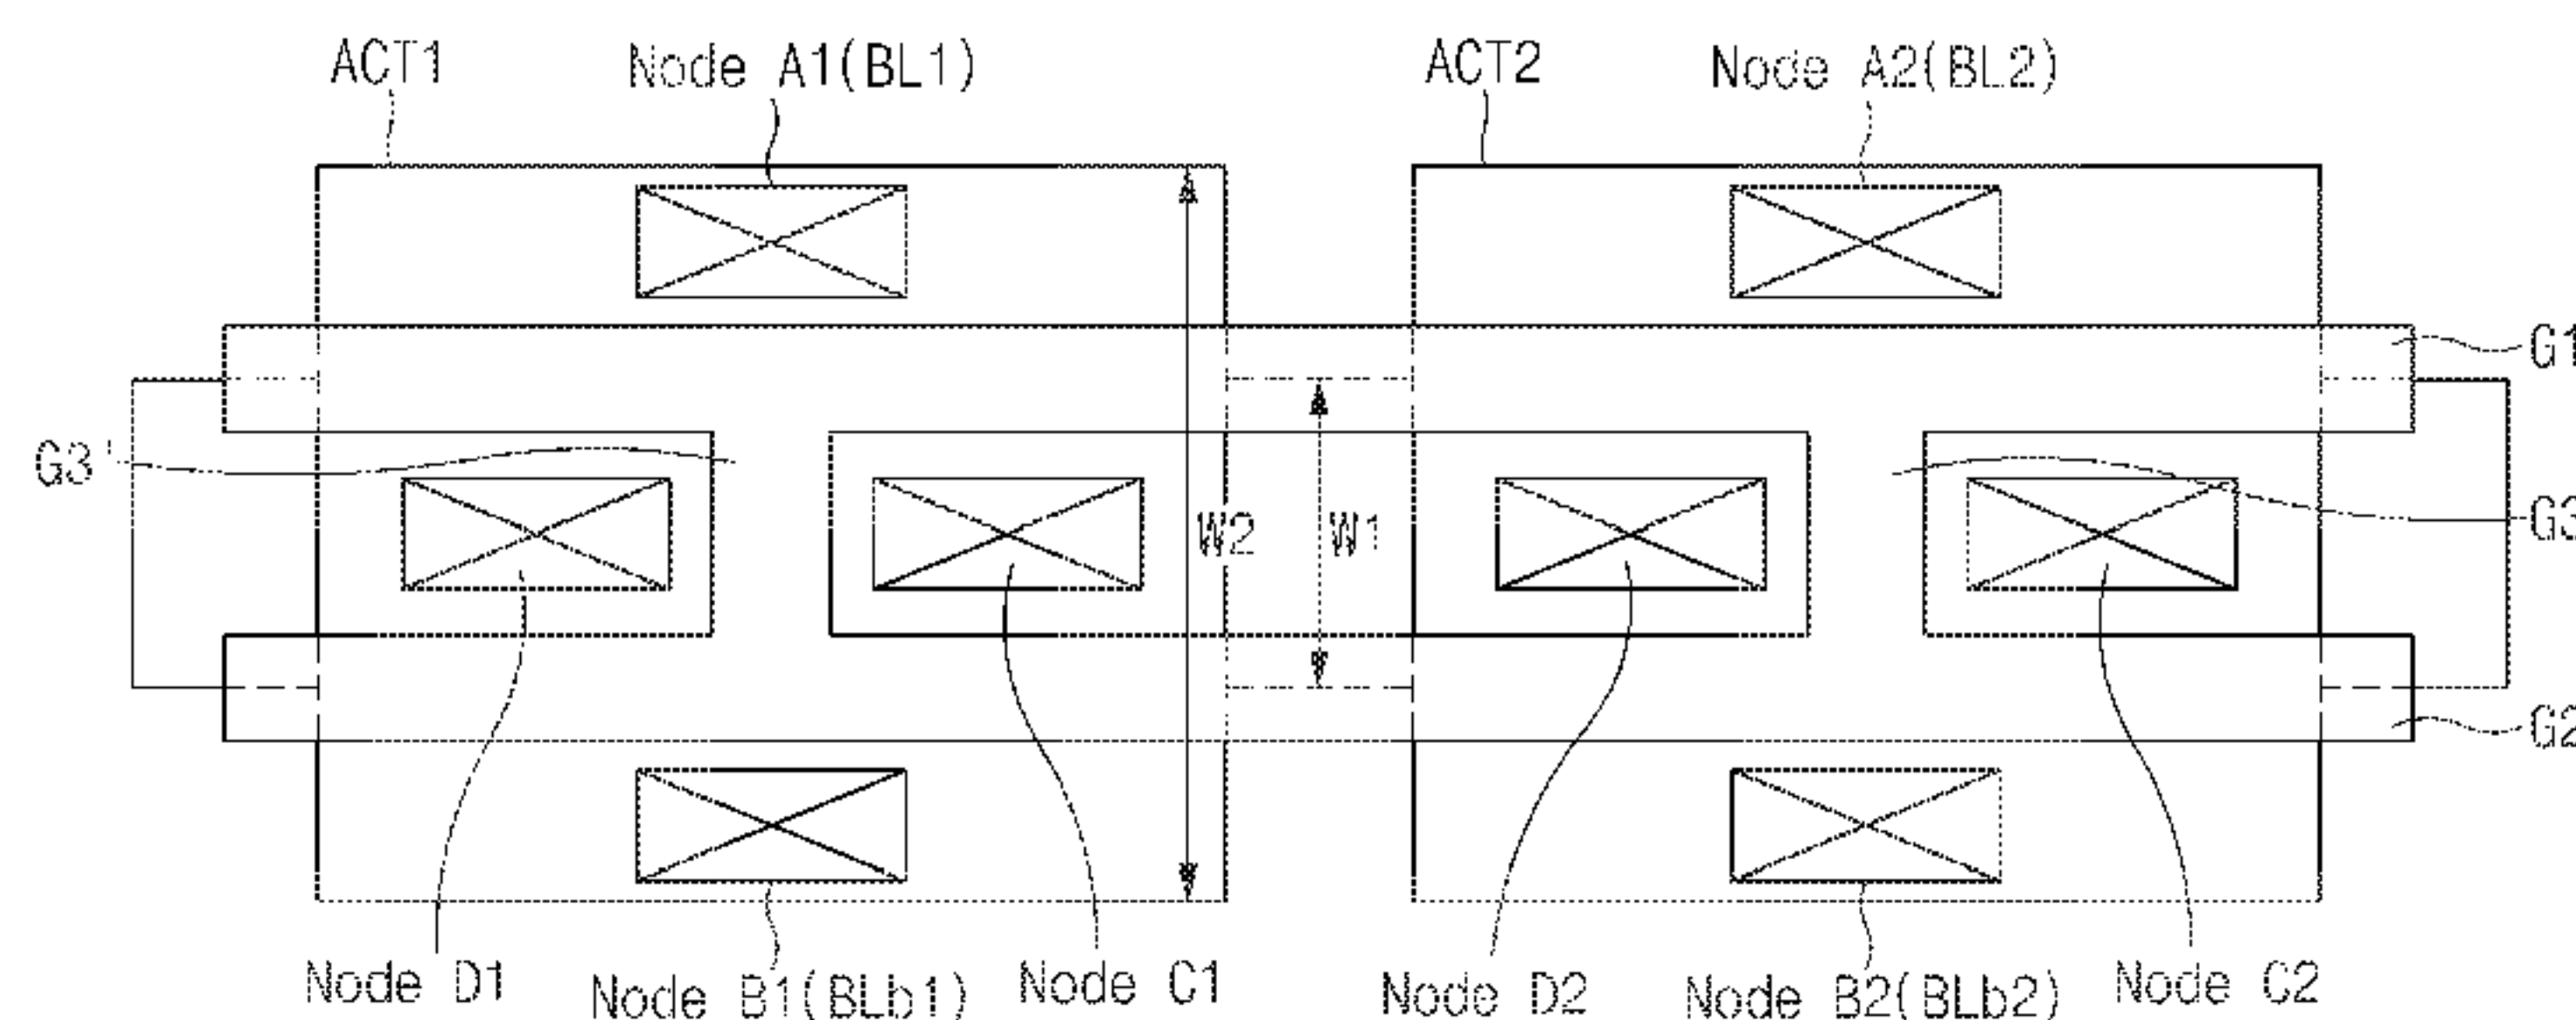 ACT1
Node A1(BL1)
ACT2
Node A2(BL2)
G1
G3'
G3
W2
W1
G2
Node D1
Node B1(BLb1)
Node C1
Node D2
Node B2(BLb2)
Node C2